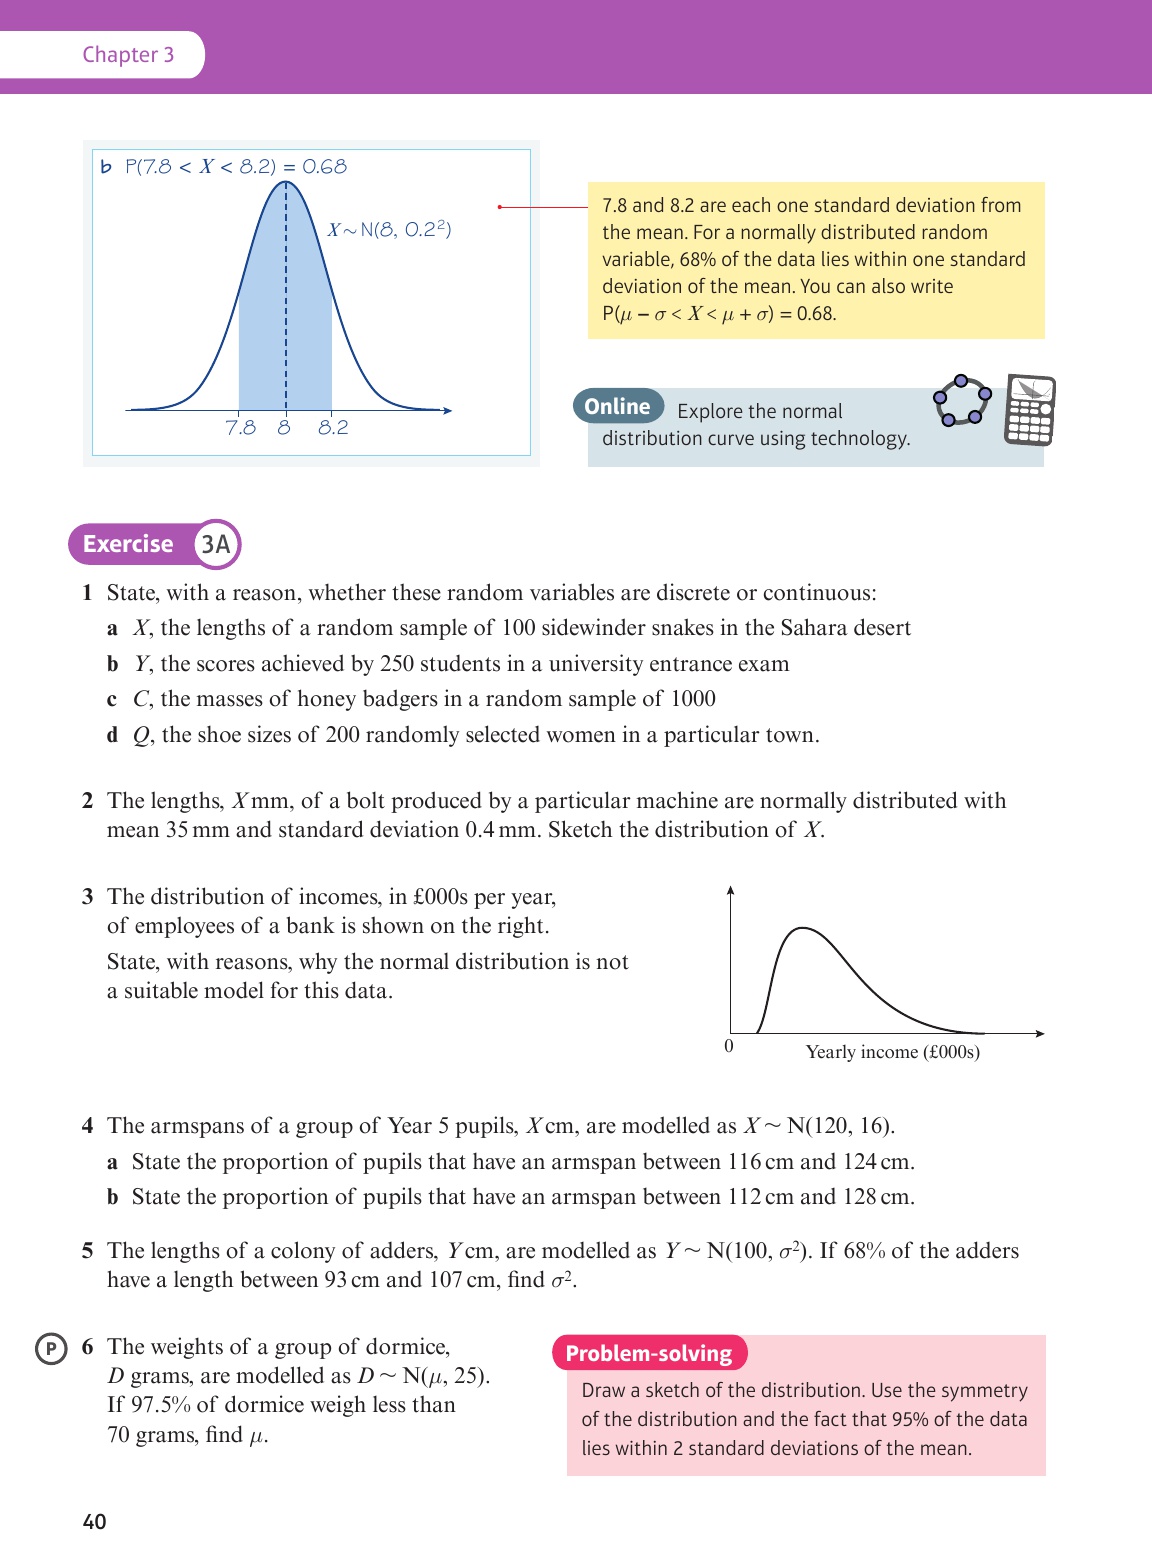 Chapter 3
b P(7.8 < X < 8.2) = 0.68
X ~ N(8, 0.2²)
7.8 8 8.2
7.8 and 8.2 are each one standard deviation from
the mean. For a normally distributed random
variable, 68% of the data lies within one standard
deviation of the mean. You can also write
P(μ − σ < X < μ + σ) = 0.68.
Online Explore the normal
distribution curve using technology.
Exercise 3A
1 State, with a reason, whether these random variables are discrete or continuous:
a X, the lengths of a random sample of 100 sidewinder snakes in the Sahara desert
b Y, the scores achieved by 250 students in a university entrance exam
c C, the masses of honey badgers in a random sample of 1000
d Q, the shoe sizes of 200 randomly selected women in a particular town.
2 The lengths, X mm, of a bolt produced by a particular machine are normally distributed with
mean 35 mm and standard deviation 0.4 mm. Sketch the distribution of X.
3 The distribution of incomes, in £000s per year,
of employees of a bank is shown on the right.
State, with reasons, why the normal distribution is not
a suitable model for this data.
0 Yearly income (£000s)
4 The armspans of a group of Year 5 pupils, X cm, are modelled as X ~ N(120, 16).
a State the proportion of pupils that have an armspan between 116 cm and 124 cm.
b State the proportion of pupils that have an armspan between 112 cm and 128 cm.
5 The lengths of a colony of adders, Y cm, are modelled as Y ~ N(100, σ²). If 68% of the adders
have a length between 93 cm and 107 cm, find σ².
P 6 The weights of a group of dormice,
D grams, are modelled as D ~ N(μ, 25).
If 97.5% of dormice weigh less than
70 grams, find μ.
Problem-solving
Draw a sketch of the distribution. Use the symmetry
of the distribution and the fact that 95% of the data
lies within 2 standard deviations of the mean.
40